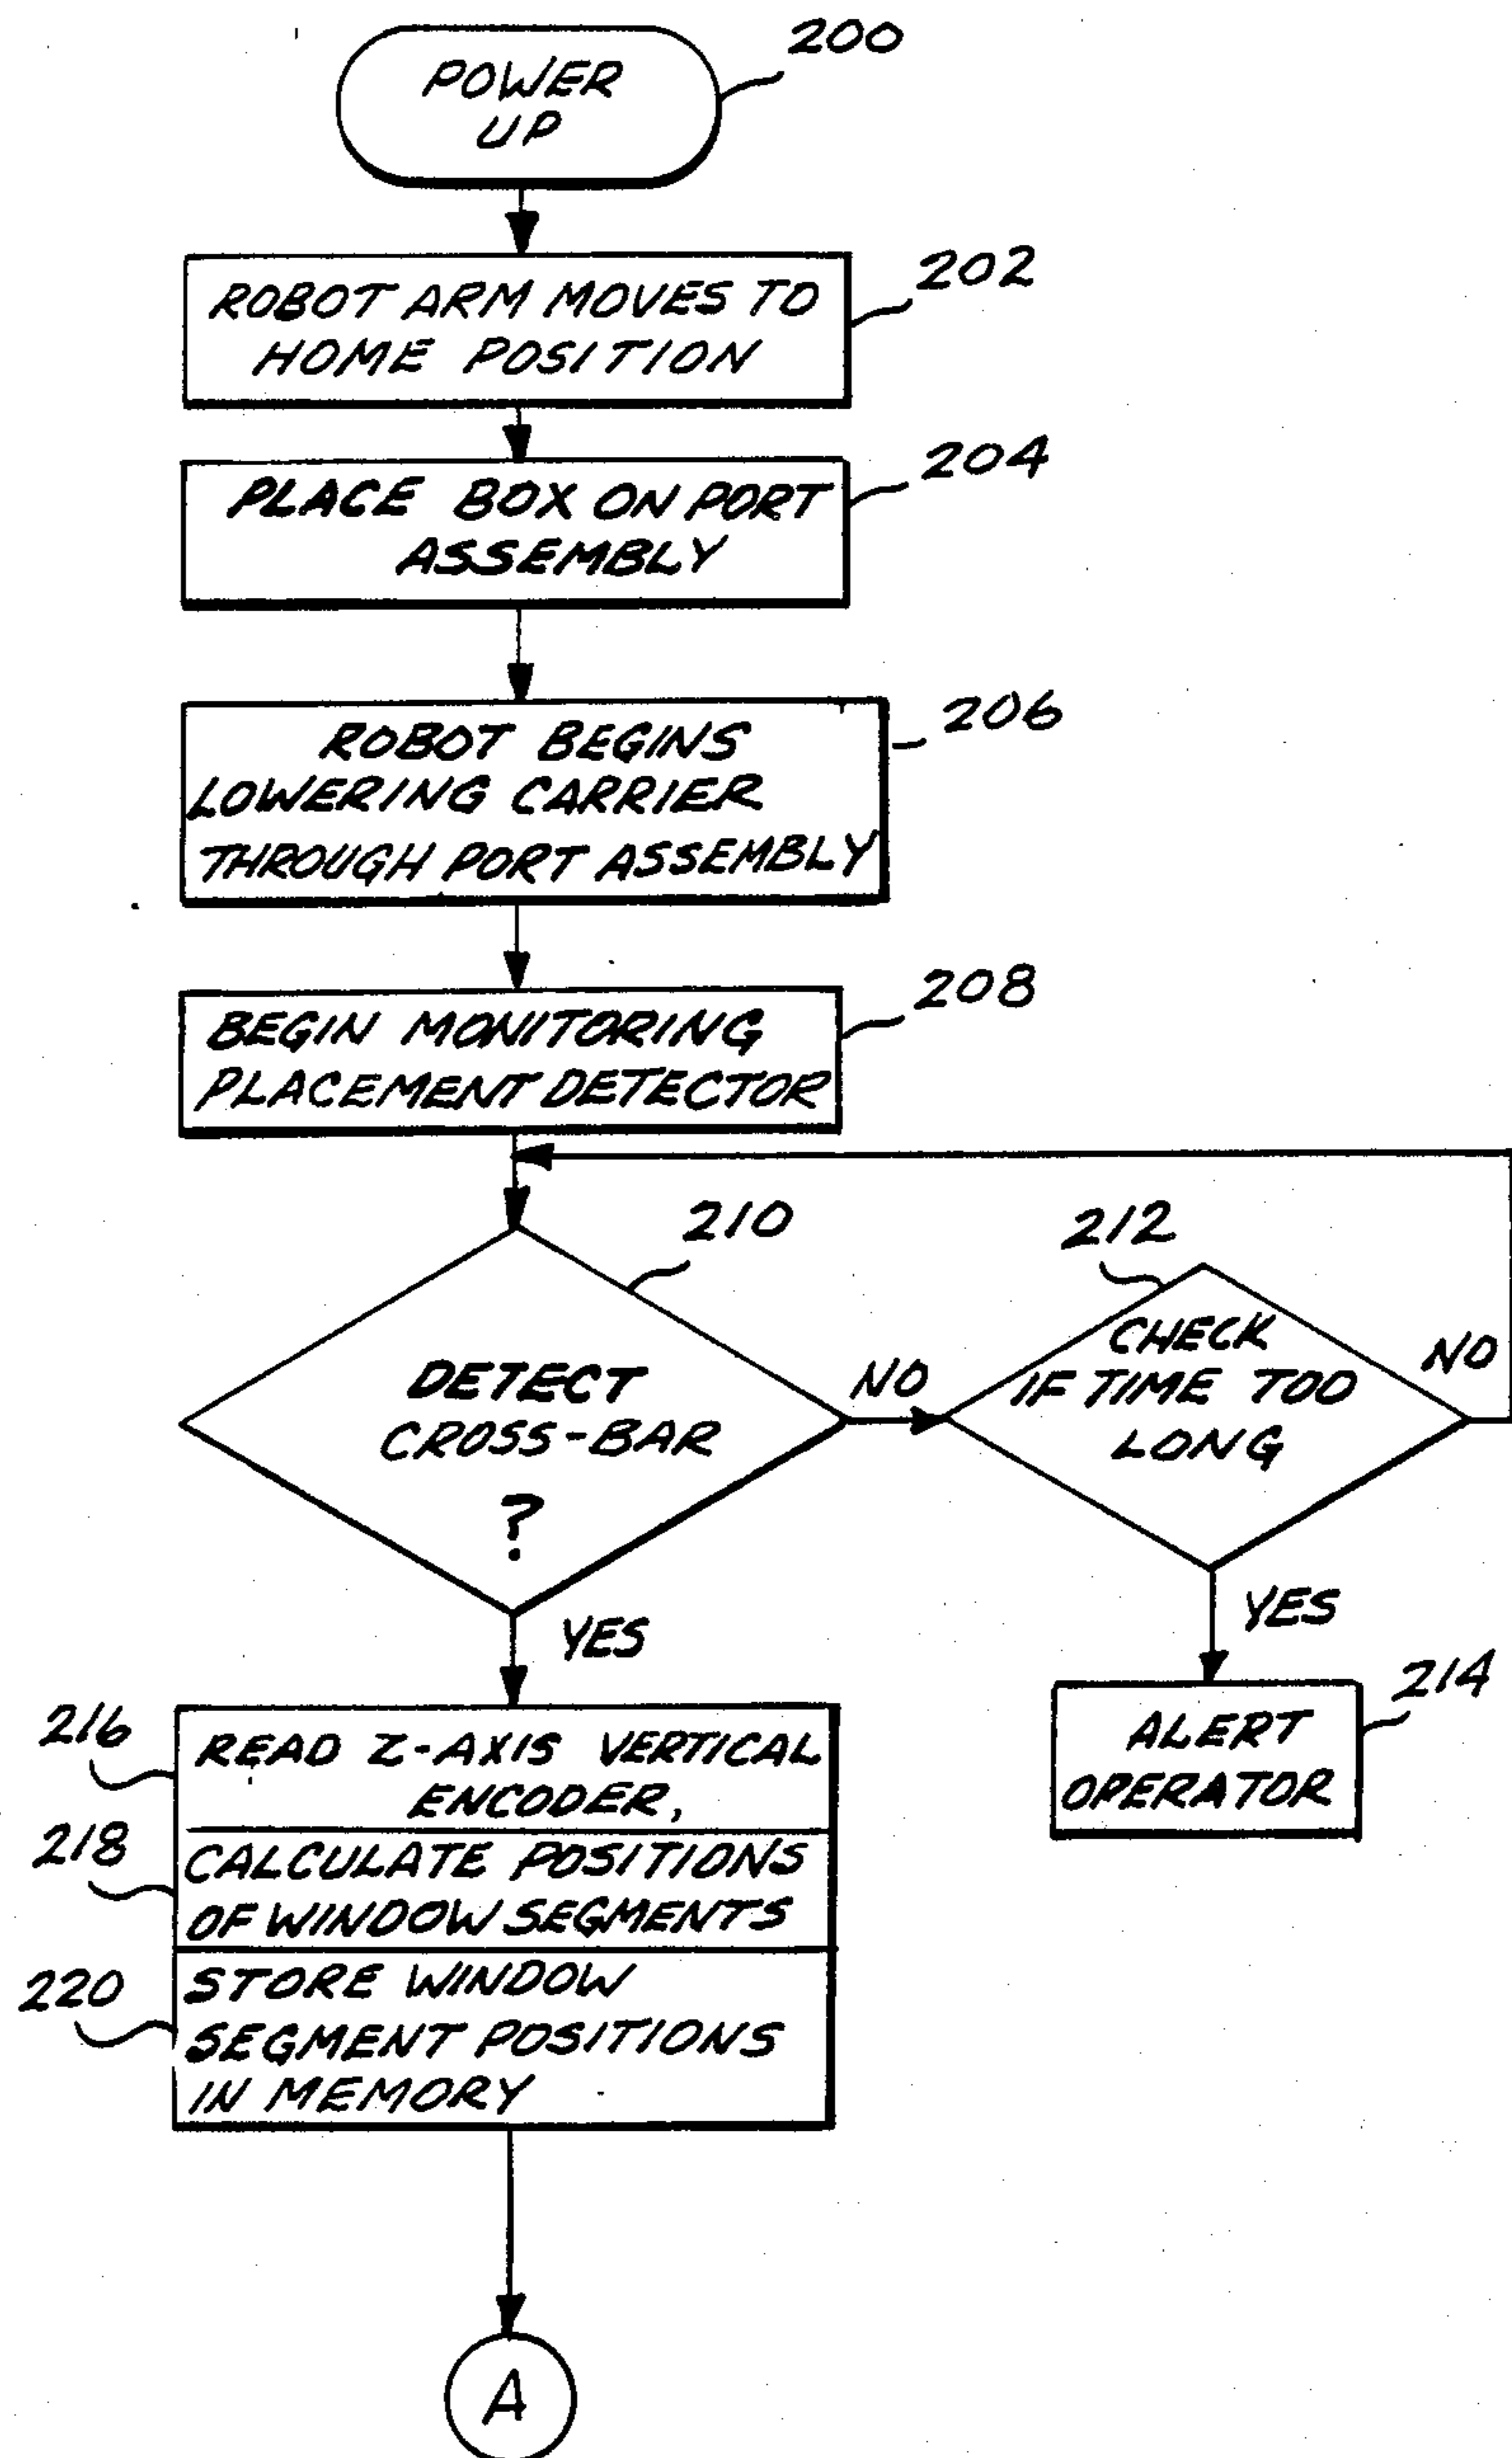 200
POWER
UP
202
ROBOT ARM MOVES TO
HOME POSITION
204
PLACE BOX ON PORT
ASSEMBLY
206
ROBOT BEGINS
LOWERING CARRIER
THROUGH PORT ASSEMBLY
208
BEGIN MONITORING
PLACEMENT DETECTOR
210
DETECT
CROSS-BAR
?
NO
212
CHECK
IF TIME TOO
LONG
NO
YES
YES
214
ALERT
OPERATOR
216
READ Z-AXIS VERTICAL
ENCODER,
218
CALCULATE POSITIONS
OF WINDOW SEGMENTS
220
STORE WINDOW
SEGMENT POSITIONS
IN MEMORY
A